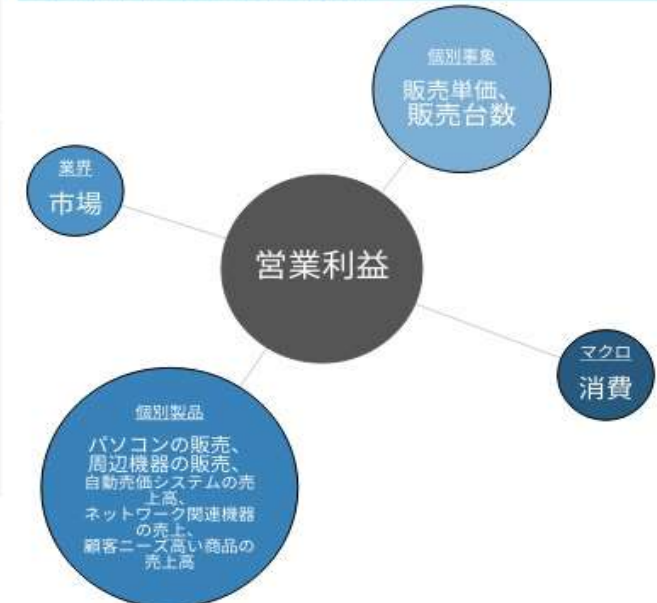 個別事象
販売単価、
販売台数
業界
市場
営業利益
マクロ
消費
個別製品
パソコンの販売、
周辺機器の販売、
自動売価システムの売
上高、
ネットワーク関連機器
の売上、
顧客ニーズ高い商品の
売上高